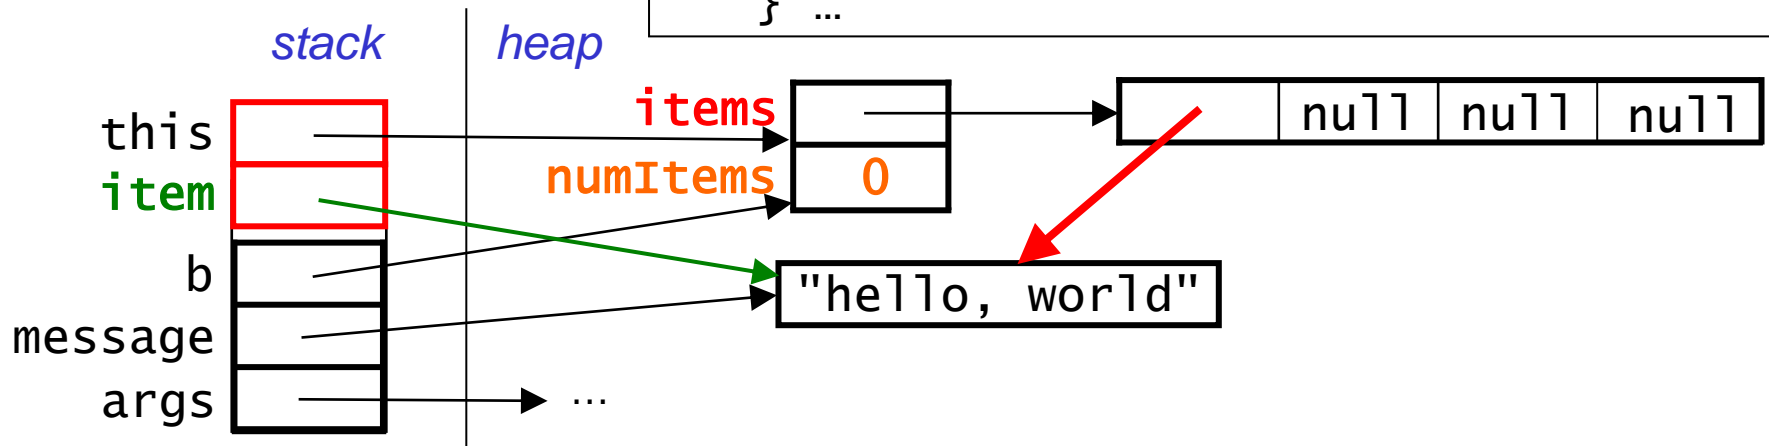 } …
stack heap
items null null null
this
numItems 0
item
b
"hello, world"
message
args …